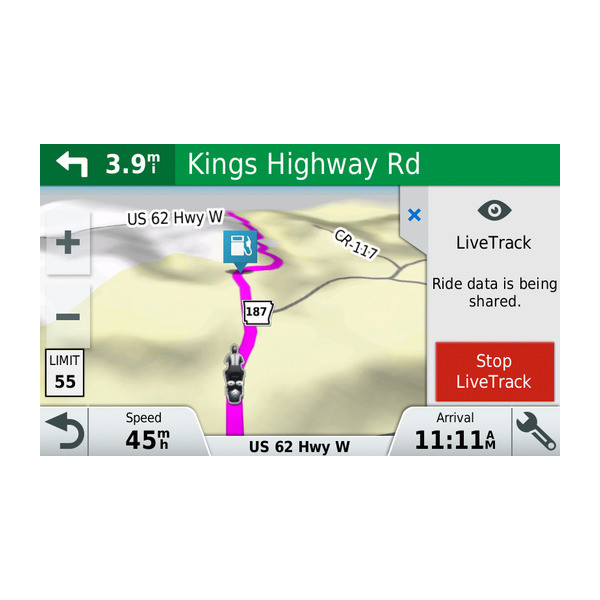 3.9 mi Kings Highway Rd
US 62 Hwy W
CR-117
LiveTrack
Ride data is being
shared.
187
LIMIT
55
Stop
LiveTrack
Speed
45 mh
US 62 Hwy W
Arrival
11:11 AM